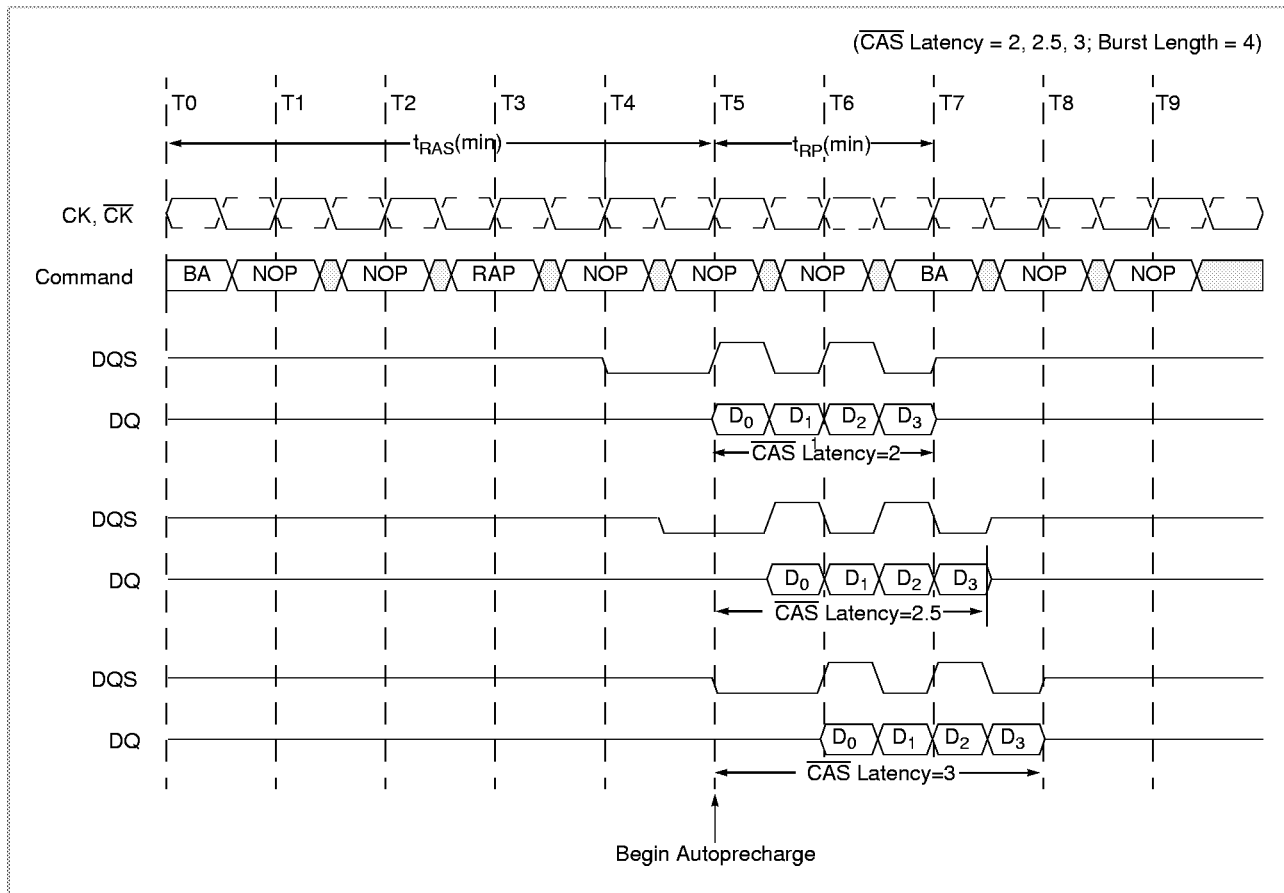 (CAS Latency = 2, 2.5, 3; Burst Length = 4)
T0 T1 T2 T3 T4 T5 T6 T7 T8 T9
tRAS(min) tRP(min)
CK, CK
Command BA NOP NOP RAP NOP NOP NOP BA NOP NOP
DQS
DQ D0 D1 D2 D3
1
CAS Latency=2
DQS
DQ D0 D1 D2 D3
CAS Latency=2.5
DQS
DQ D0 D1 D2 D3
CAS Latency=3
Begin Autoprecharge